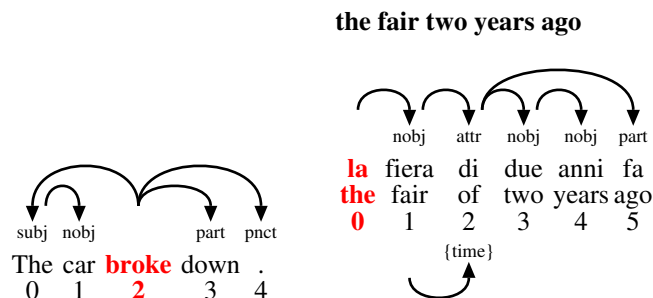 the fair two years ago
nobj attr nobj nobj part
la fiera di due anni fa
the fair of two years ago
0 1 2 3 4 5
{time}
subj nobj part pnct
The car broke down .
0 1 2 3 4